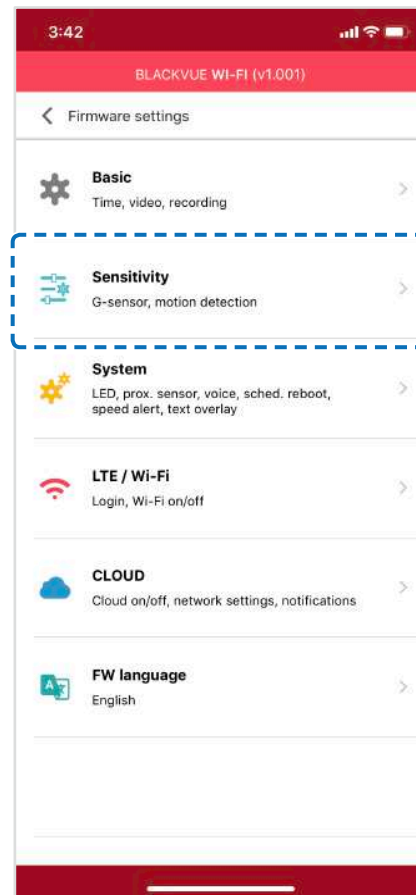 3:42
BLACKVUE WI-FI (v1.001)
Firmware settings
Basic
Time, video, recording
Sensitivity
G-sensor, motion detection
System
LED, prox. sensor, voice, sched. reboot,
speed alert, text overlay
LTE / Wi-Fi
Login, Wi-Fi on/off
CLOUD
Cloud on/off, network settings, notifications
FW language
English